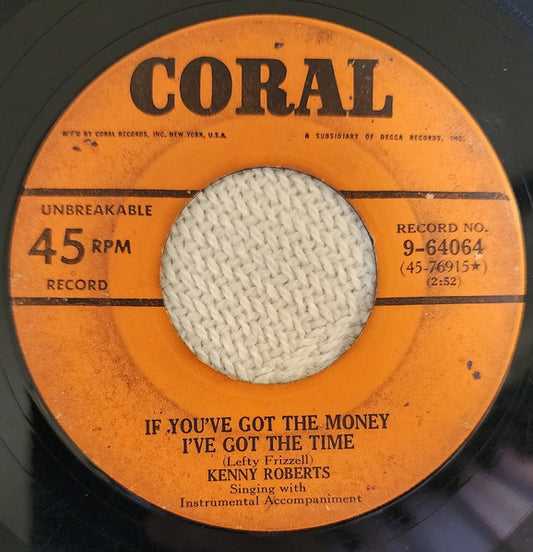 CORAL
MF'D BY CORAL RECORDS, INC. NEW YORK, U.S.A.
A SUBSIDIARY OF DECCA RECORDS, INC.
UNBREAKABLE
45 RPM
RECORD
RECORD NO.
9-64064
(45-76915★)
(2:52)
IF YOU'VE GOT THE MONEY
I'VE GOT THE TIME
(Lefty Frizzell)
KENNY ROBERTS
Singing with
Instrumental Accompaniment